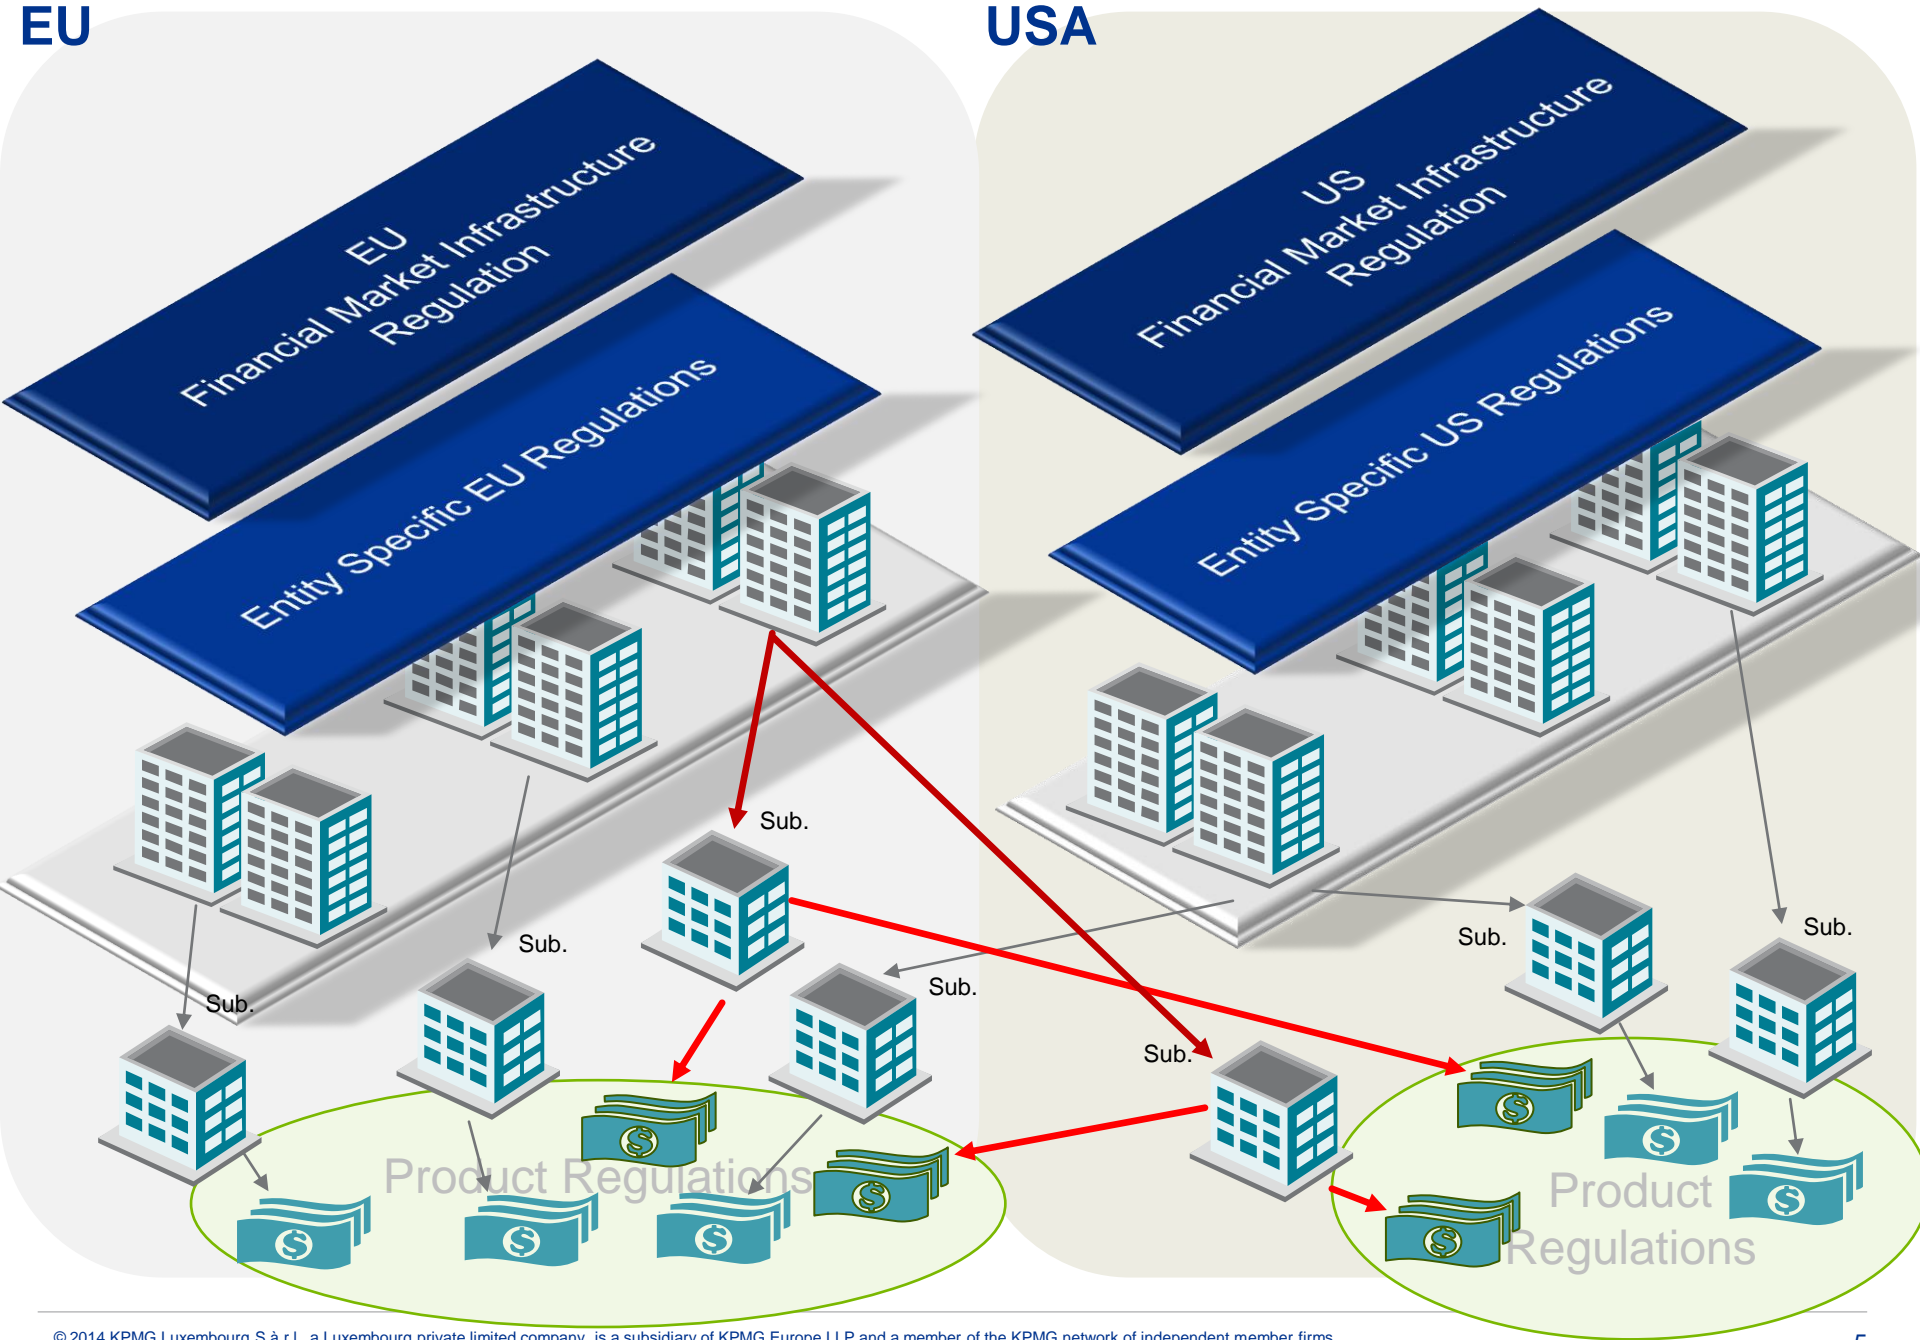 EU
USA
EU
Financial Market Infrastructure
Regulation
US
Financial Market Infrastructure
Regulation
Entity Specific EU Regulations
Entity Specific US Regulations
Sub.
Sub.
Sub.
Sub.
Sub.
Sub.
Sub.
Product Regulations
Product
Regulations
© 2014 KPMG Luxembourg S.à r.l., a Luxembourg private limited company, is a subsidiary of KPMG Europe LLP and a member of the KPMG network of independent member firms
5